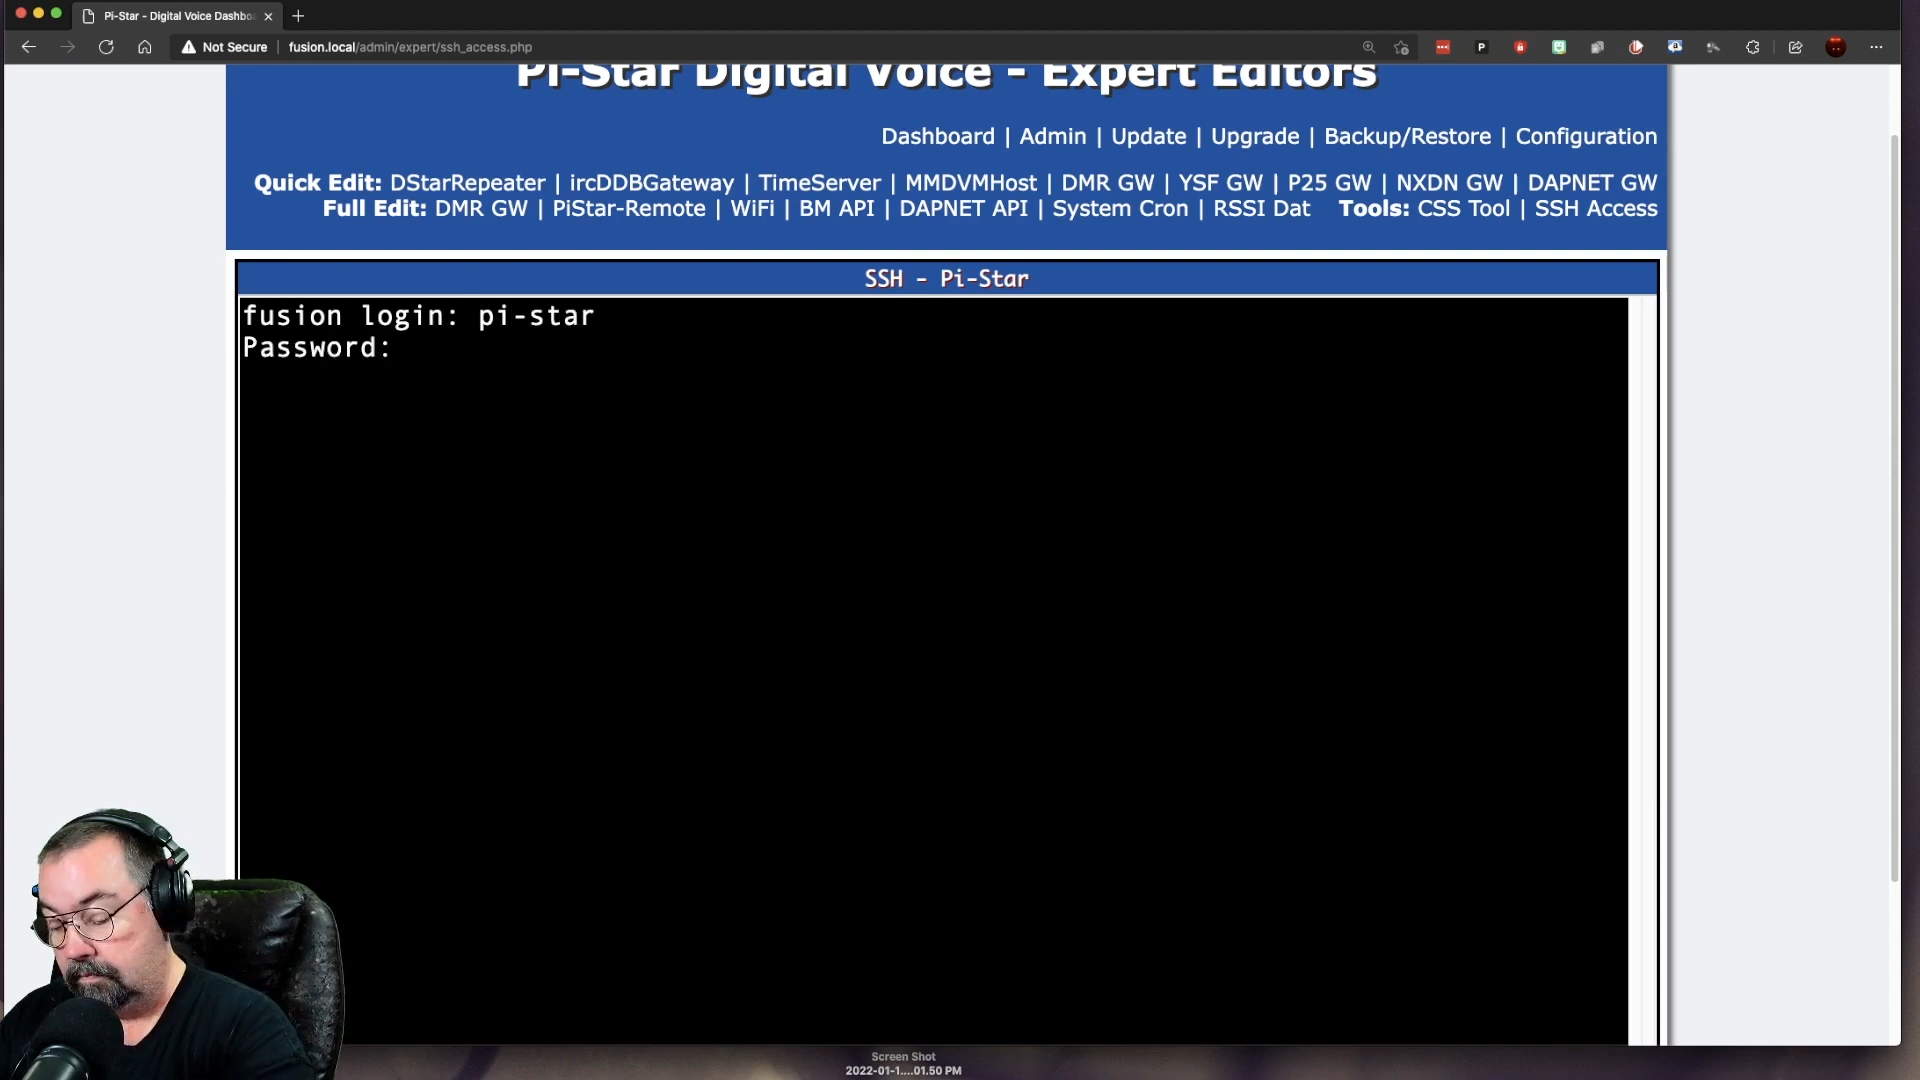 Pi-Star - Digital Voice Dashbo
Not Secure | fusion.local/admin/expert/ssh_access.php
Pi-Star Digital Voice - Expert Editors
Dashboard | Admin | Update | Upgrade | Backup/Restore | Configuration
Quick Edit: DStarRepeater | ircDDBGateway | TimeServer | MMDVMHost | DMR GW | YSF GW | P25 GW | NXDN GW | DAPNET GW
Full Edit: DMR GW | PiStar-Remote | WiFi | BM API | DAPNET API | System Cron | RSSI Dat Tools: CSS Tool | SSH Access
SSH - Pi-Star
fusion login: pi-star
Password:
Screen Shot
2022-01-1....01.50 PM